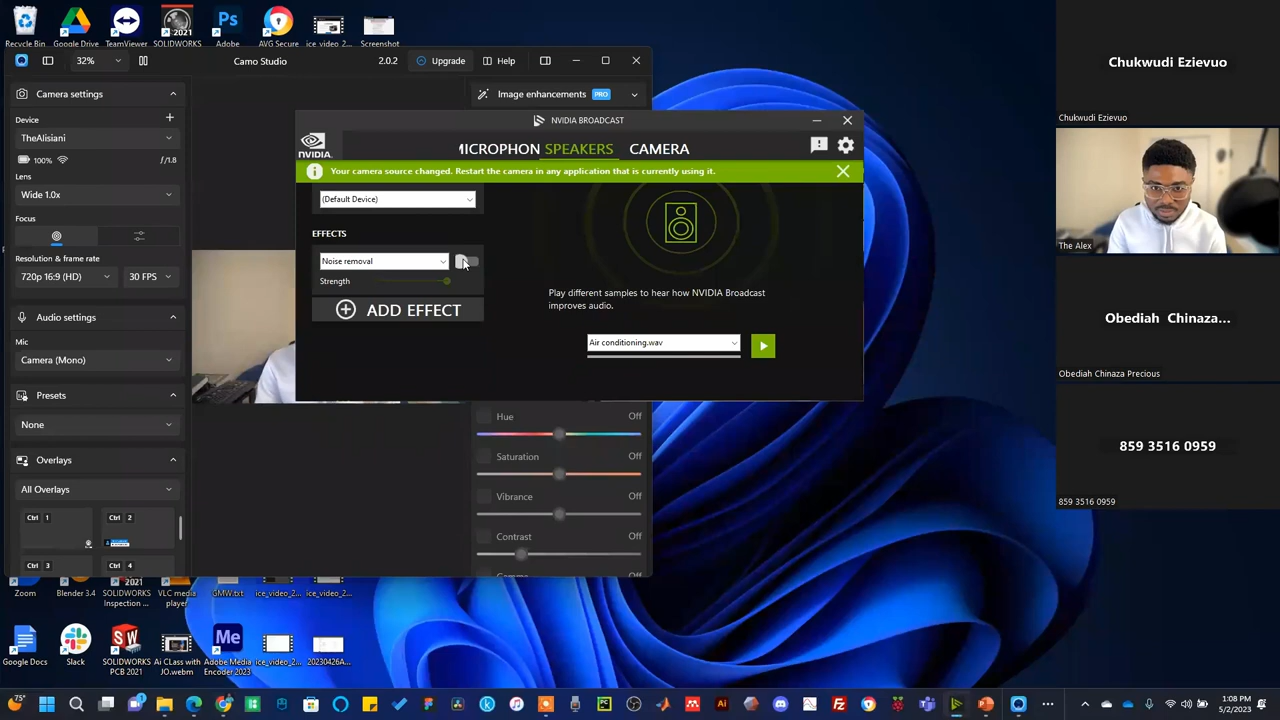 Recycle Bin
Google Drive
TeamViewer
2021
SOLIDWORKS
Ps
Adobe
AVG Secure
ice_video_2...
Screenshot
32%
Camo Studio
2.0.2
Upgrade
Help
Camera settings
Device
TheAlisiani
100%
ƒ/1.8
Lens
Wide 1.0x
Focus
Resolution & frame rate
720p 16:9 (HD)
30 FPS
Audio settings
Mic
Camera (Mono)
Presets
None
Overlays
All Overlays
Ctrl 1
Ctrl 2
Ctrl 3
Ctrl 4
Image enhancements PRO
NVIDIA BROADCAST
NVIDIA.
MICROPHON
SPEAKERS
CAMERA
Your camera source changed. Restart the camera in any application that is currently using it.
(Default Device)
EFFECTS
Noise removal
Strength
ADD EFFECT
Play different samples to hear how NVIDIA Broadcast
improves audio.
Air conditioning.wav
Hue Off
Saturation Off
Vibrance Off
Contrast Off
Chukwudi Ezievuo
Chukwudi Ezievuo
The Alex
Obediah Chinaza...
Obediah Chinaza Precious
859 3516 0959
859 3516 0959
Zoom
Blender 3.4
2021
SOLIDWORKS
Inspection ...
VLC media
player
GMW.txt
ice_video_2...
ice_video_2...
Google Docs
Slack
SW
2021
SOLIDWORKS
PCB 2021
Ai CLass with
JO.webm
Me
Adobe Media
Encoder 2023
ice_video_2...
20230426A...
75°
1:08 PM
5/2/2023